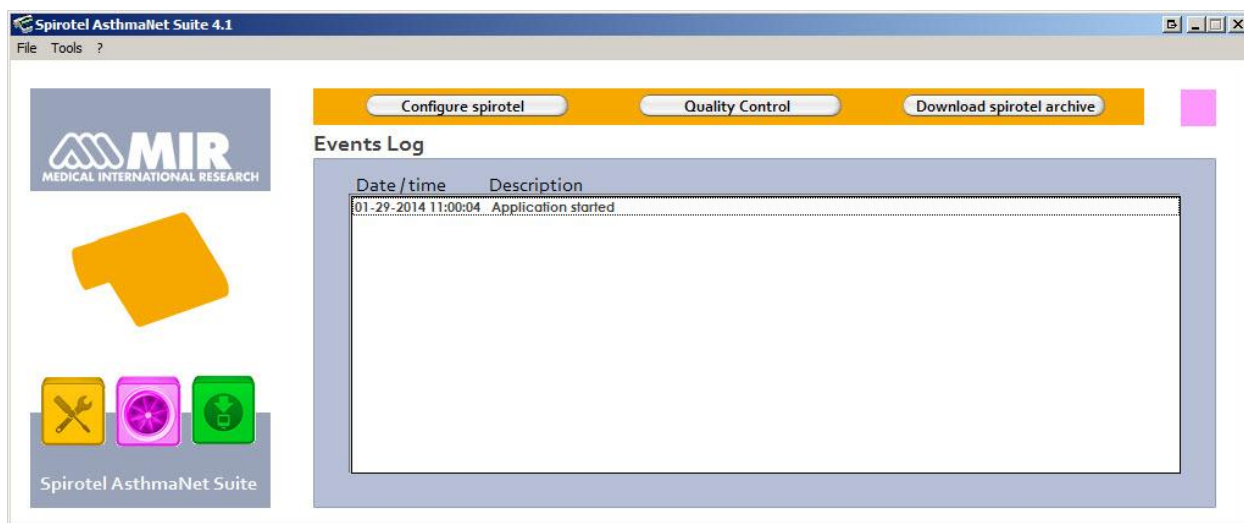 Spirotel AsthmaNet Suite 4.1
File Tools ?
Configure spirotel Quality Control Download spirotel archive
MIR
MEDICAL INTERNATIONAL RESEARCH
Events Log
Date / time Description
01-29-2014 11:00:04 Application started
Spirotel AsthmaNet Suite